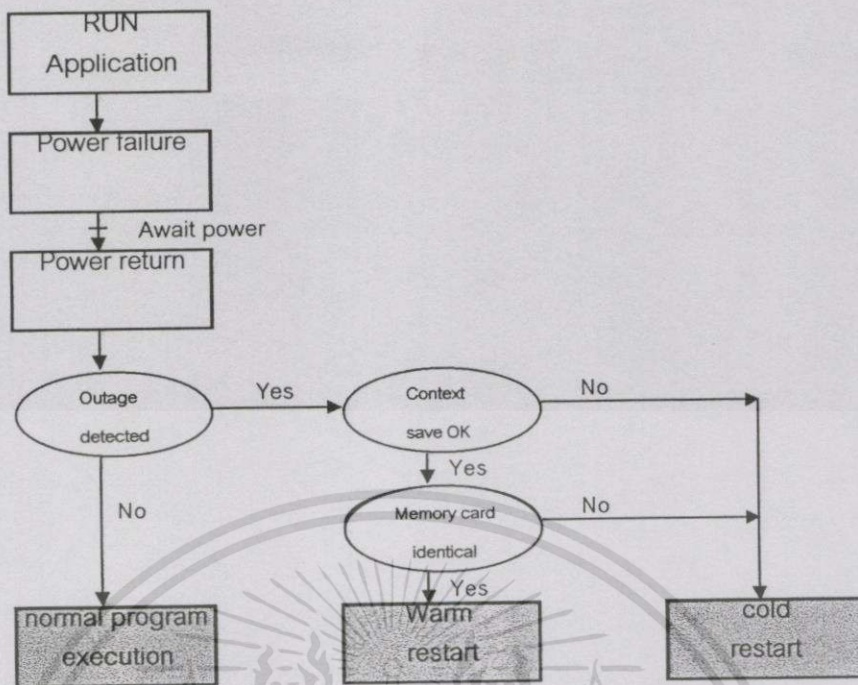 RUN
Application
Power failure
Await power
Power return
Outage
detected
Yes
Context
save OK
No
Yes
No
Memory card
identical
No
Yes
normal program
execution
Warm
restart
cold
restart